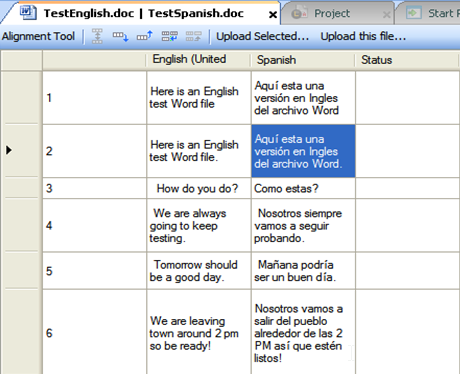 TestEnglish.doc | TestSpanish.doc
Project
Start
Alignment Tool
Upload Selected...
Upload this file...
English (United
Spanish
Status
1
Here is an English
test Word file
Aquí esta una
versión en Ingles
del archivo Word
2
Here is an English
test Word file.
Aquí esta una
versión en Ingles
del archivo Word.
3
How do you do?
Como estas?
4
We are always
going to keep
testing.
Nosotros siempre
vamos a seguir
probando.
5
Tomorrow should
be a good day.
Mañana podría
ser un buen día.
6
We are leaving
town around 2 pm
so be ready!
Nosotros vamos a
salir del pueblo
alrededor de las 2
PM así que estén
listos!